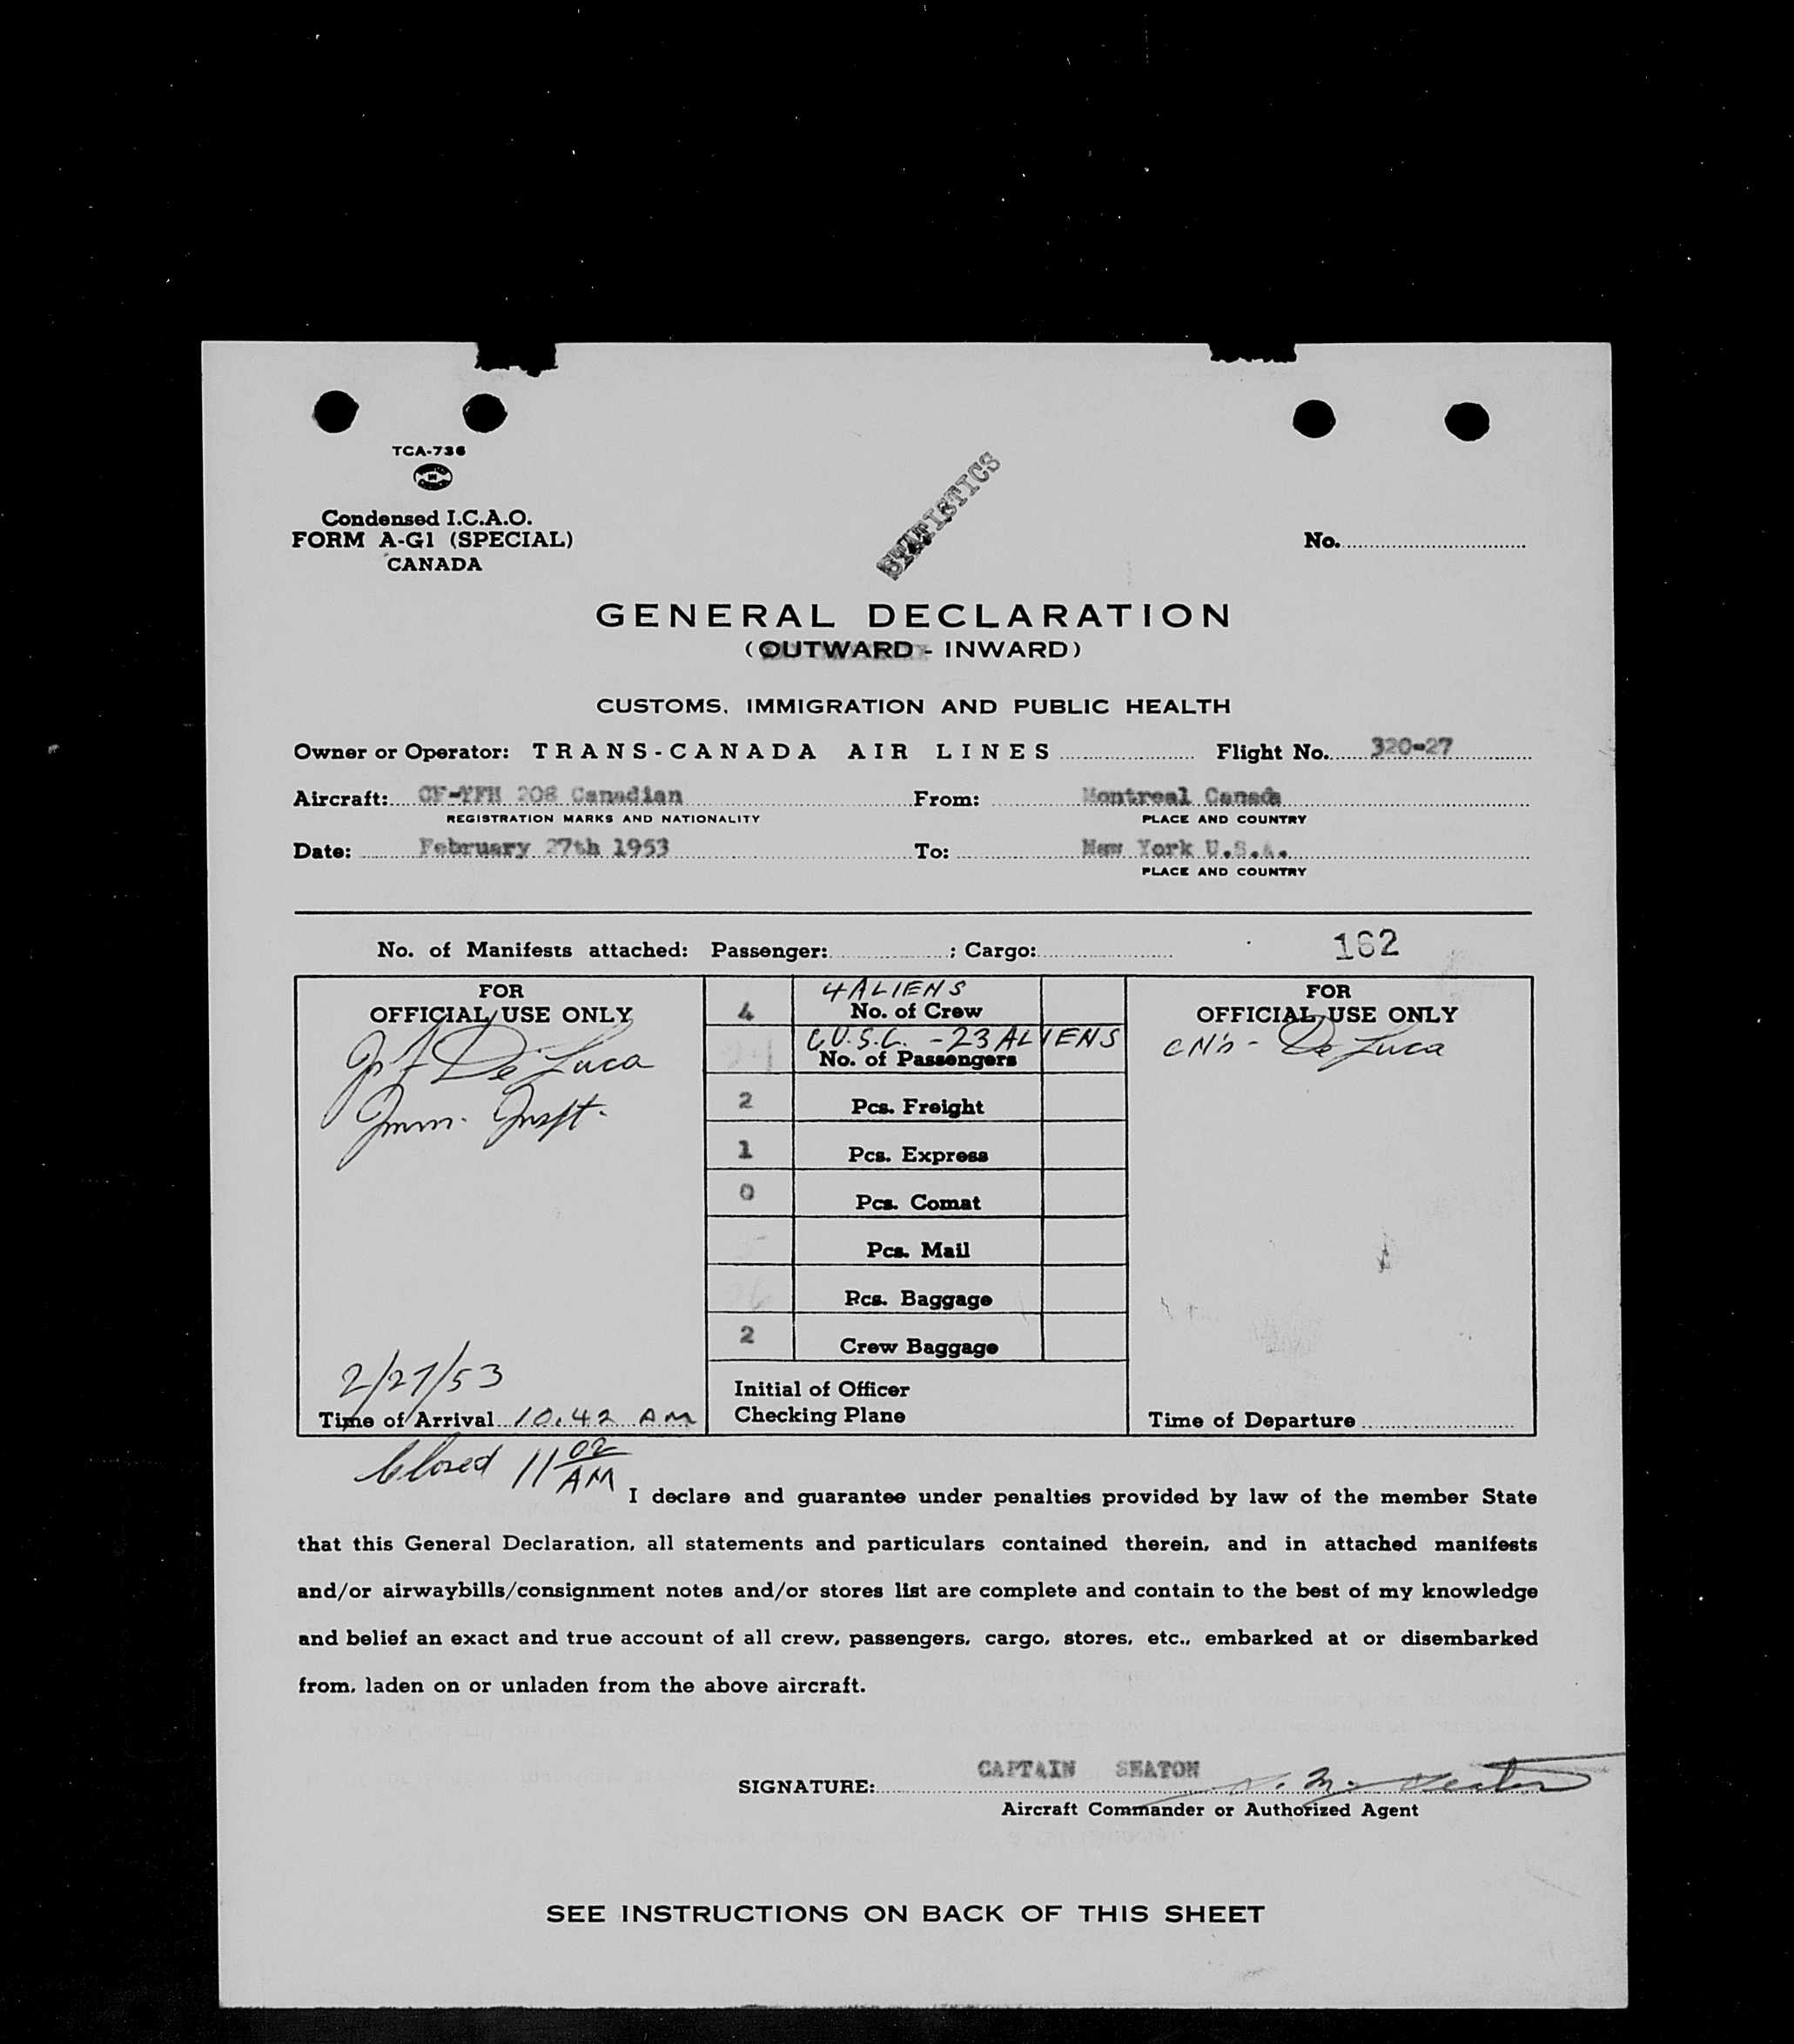 TCA-736
Condensed I.C.A.O.
FORM A-G1 (SPECIAL)
CANADA
STATISTICS
No.
GENERAL DECLARATION
(OUTWARD - INWARD)
CUSTOMS, IMMIGRATION AND PUBLIC HEALTH
Owner or Operator: TRANS-CANADA AIR LINES Flight No. 320-27
Aircraft: CF-TFH 208 Canadian From: Montreal Canada
REGISTRATION MARKS AND NATIONALITY PLACE AND COUNTRY
Date: February 27th 1953 To: New York U.S.A.
PLACE AND COUNTRY
No. of Manifests attached: Passenger: ; Cargo: 162
FOR
OFFICIAL USE ONLY
De Luca
Imm. Inspt.
2/27/53
Time of Arrival 10.42 AM
Closed 11 02 AM
4 ALIENS
4 No. of Crew
-23 ALIENS
No. of Passengers
2 Pcs. Freight
1 Pcs. Express
0 Pcs. Comat
Pcs. Mail
Pcs. Baggage
2 Crew Baggage
Initial of Officer
Checking Plane
FOR
OFFICIAL USE ONLY
De Luca
Time of Departure
I declare and guarantee under penalties provided by law of the member State
that this General Declaration, all statements and particulars contained therein, and in attached manifests
and/or airwaybills/consignment notes and/or stores list are complete and contain to the best of my knowledge
and belief an exact and true account of all crew, passengers, cargo, stores, etc., embarked at or disembarked
from, laden on or unladen from the above aircraft.
CAPTAIN SEATON
SIGNATURE:
Aircraft Commander or Authorized Agent
SEE INSTRUCTIONS ON BACK OF THIS SHEET